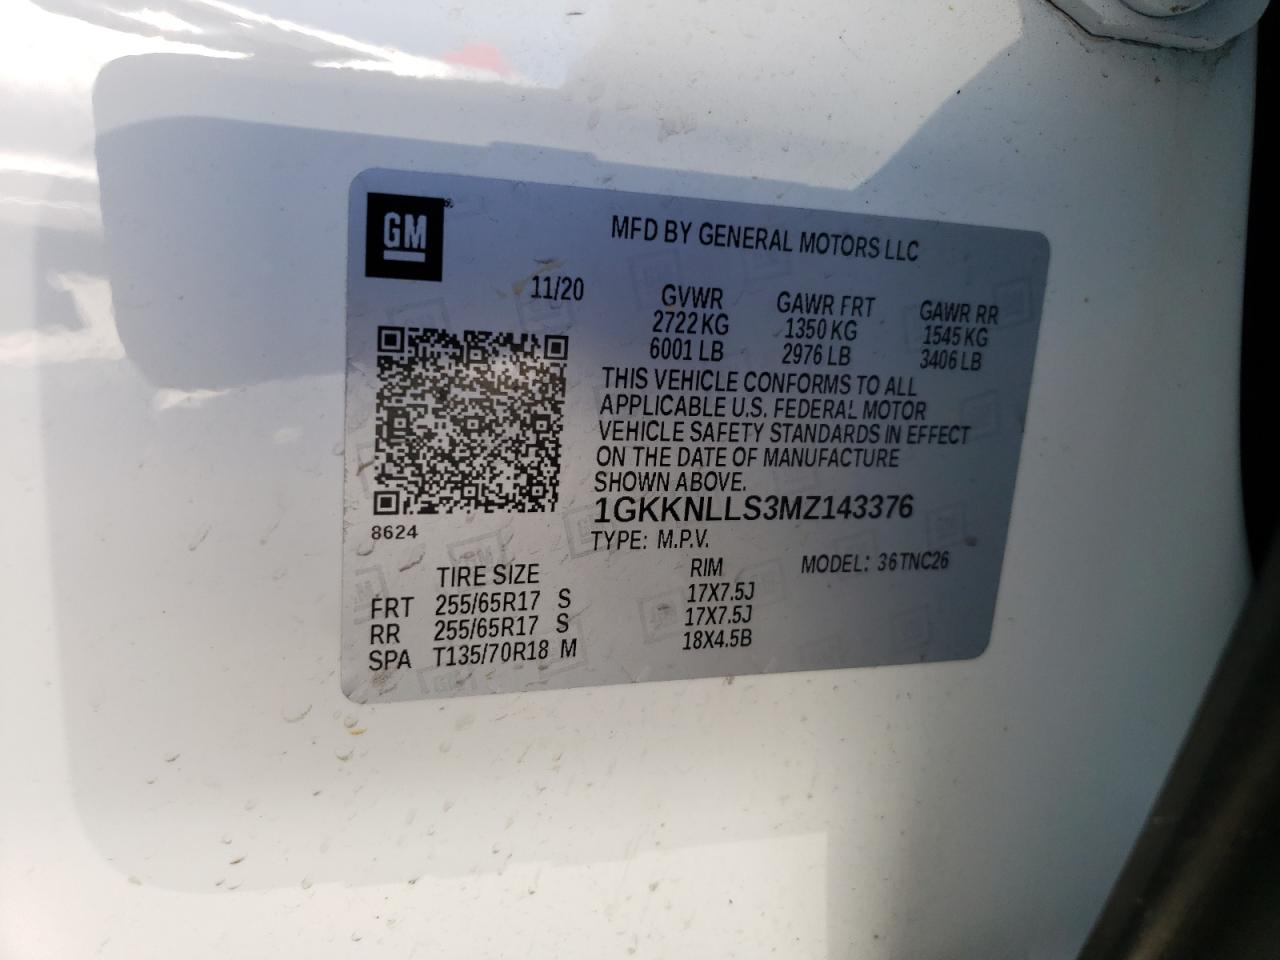 GM
MFD BY GENERAL MOTORS LLC
11/20
GVWR GAWR FRT GAWR RR
2722 KG 1350 KG 1545 KG
6001 LB 2976 LB 3406 LB
THIS VEHICLE CONFORMS TO ALL
APPLICABLE U.S. FEDERAL MOTOR
VEHICLE SAFETY STANDARDS IN EFFECT
ON THE DATE OF MANUFACTURE
SHOWN ABOVE.
1GKKNLLS3MZ143376
8624
TYPE: M.P.V. MODEL: 36TNC26
TIRE SIZE RIM
FRT 255/65R17 S 17X7.5J
RR 255/65R17 S 17X7.5J
SPA T135/70R18 M 18X4.5B